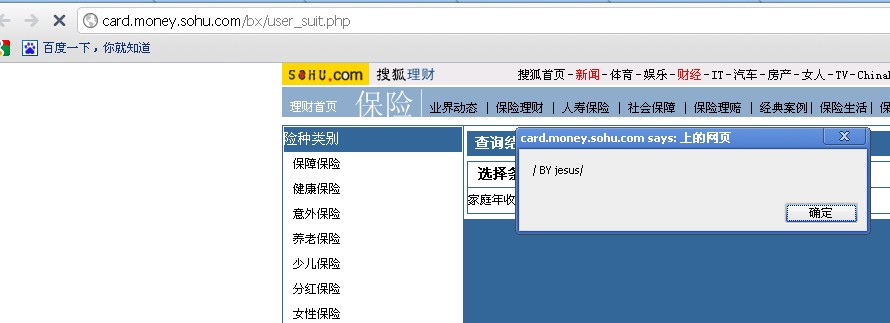 card.money.sohu.com/bx/user_suit.php
百度一下，你就知道
SOHU.com 搜狐理财 搜狐首页-新闻-体育-娱乐-财经-IT-汽车-房产-女人-TV-China
理财首页 保险 业界动态 | 保险理财 | 人寿保险 | 社会保障 | 保险理赔 | 经典案例 | 保险生活 | 保
险种类别
保障保险
健康保险
意外保险
养老保险
少儿保险
分红保险
女性保险
查询结
选择条
家庭年收
card.money.sohu.com says: 上的网页
/ BY jesus/
确定